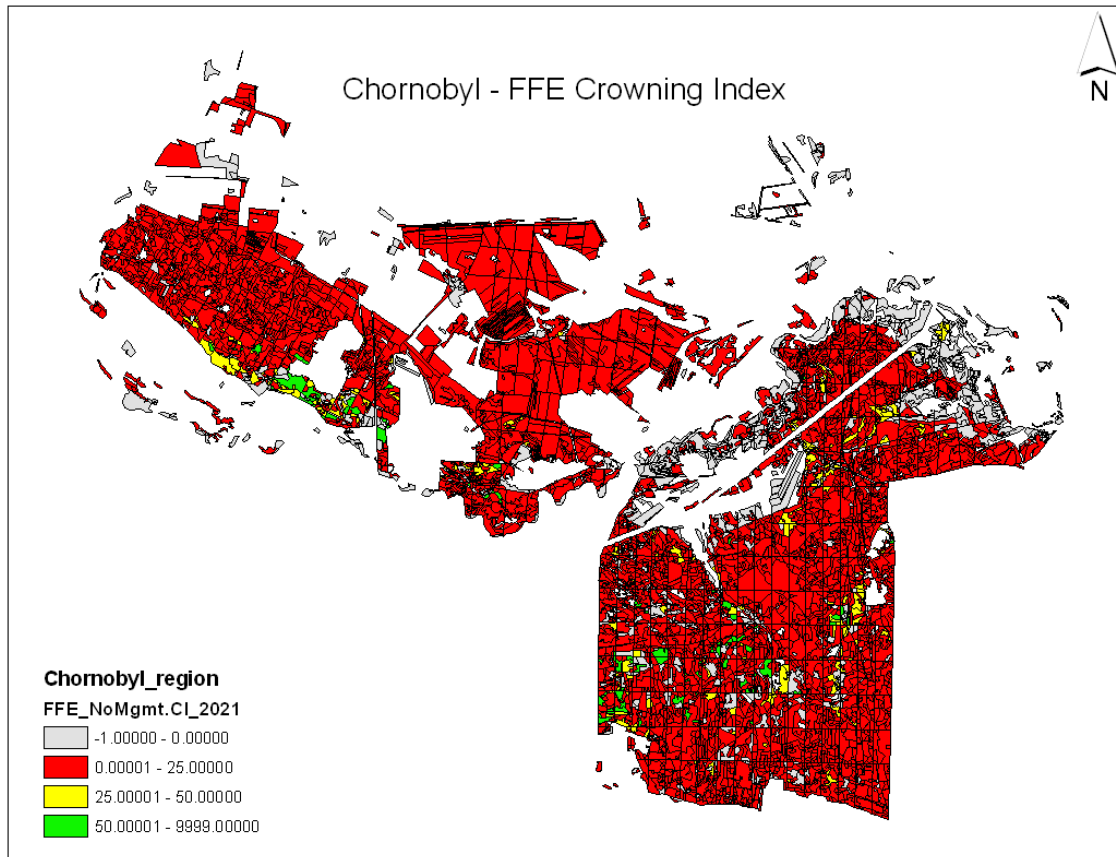 Chornobyl - FFE Crowning Index
N
Chornobyl_region
FFE_NoMgmt.CI_2021
-1.00000 - 0.00000
0.00001 - 25.00000
25.00001 - 50.00000
50.00001 - 9999.00000